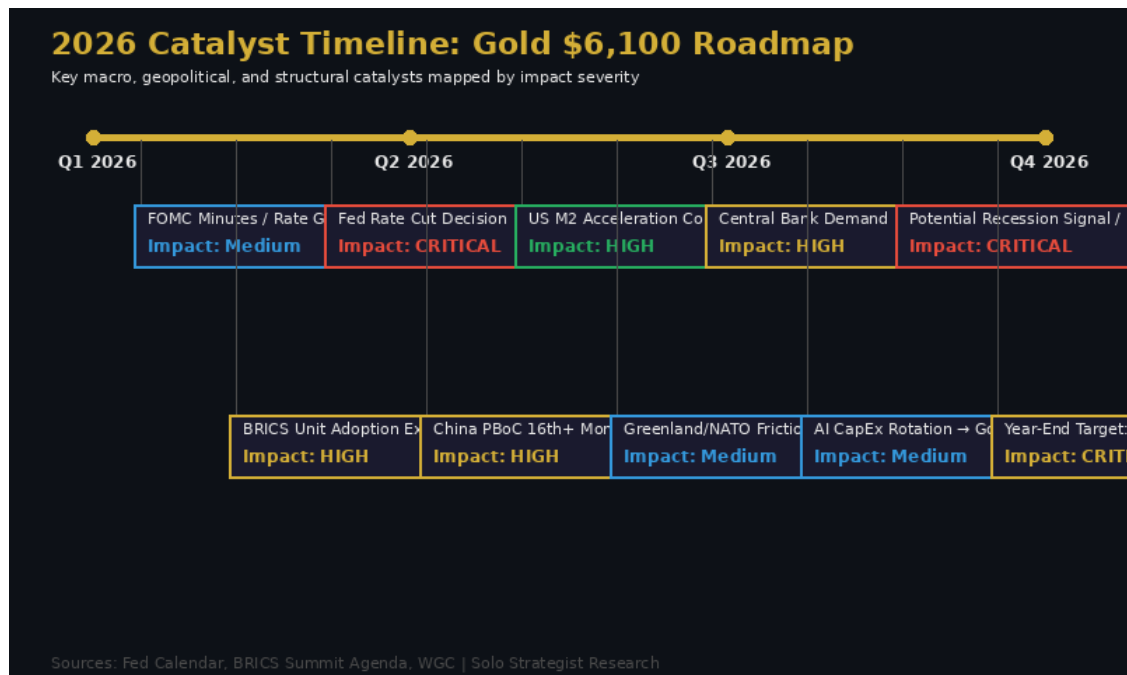 2026 Catalyst Timeline: Gold $6,100 Roadmap
Key macro, geopolitical, and structural catalysts mapped by impact severity
Q1 2026
Q2 2026
Q3 2026
Q4 2026
FOMC Minutes / Rate G
Impact: Medium
Fed Rate Cut Decision
Impact: CRITICAL
US M2 Acceleration Co
Impact: HIGH
Central Bank Demand
Impact: HIGH
Potential Recession Signal /
Impact: CRITICAL
BRICS Unit Adoption Ex
Impact: HIGH
China PBoC 16th+ Mon
Impact: HIGH
Greenland/NATO Frictio
Impact: Medium
AI CapEx Rotation → Go
Impact: Medium
Year-End Target:
Impact: CRITI
Sources: Fed Calendar, BRICS Summit Agenda, WGC | Solo Strategist Research